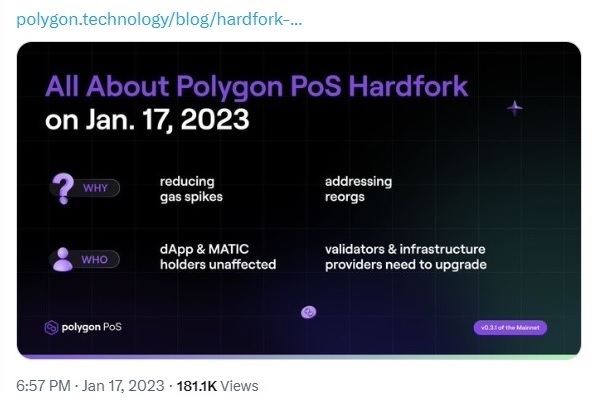 polygon.technology/blog/hardfork-...
All About Polygon PoS Hardfork
on Jan. 17, 2023
WHY
reducing
gas spikes
addressing
reorgs
WHO
dApp & MATIC
holders unaffected
validators & infrastructure
providers need to upgrade
polygon PoS
v0.3.1 of the Mainnet
6:57 PM · Jan 17, 2023 · 181.1K Views